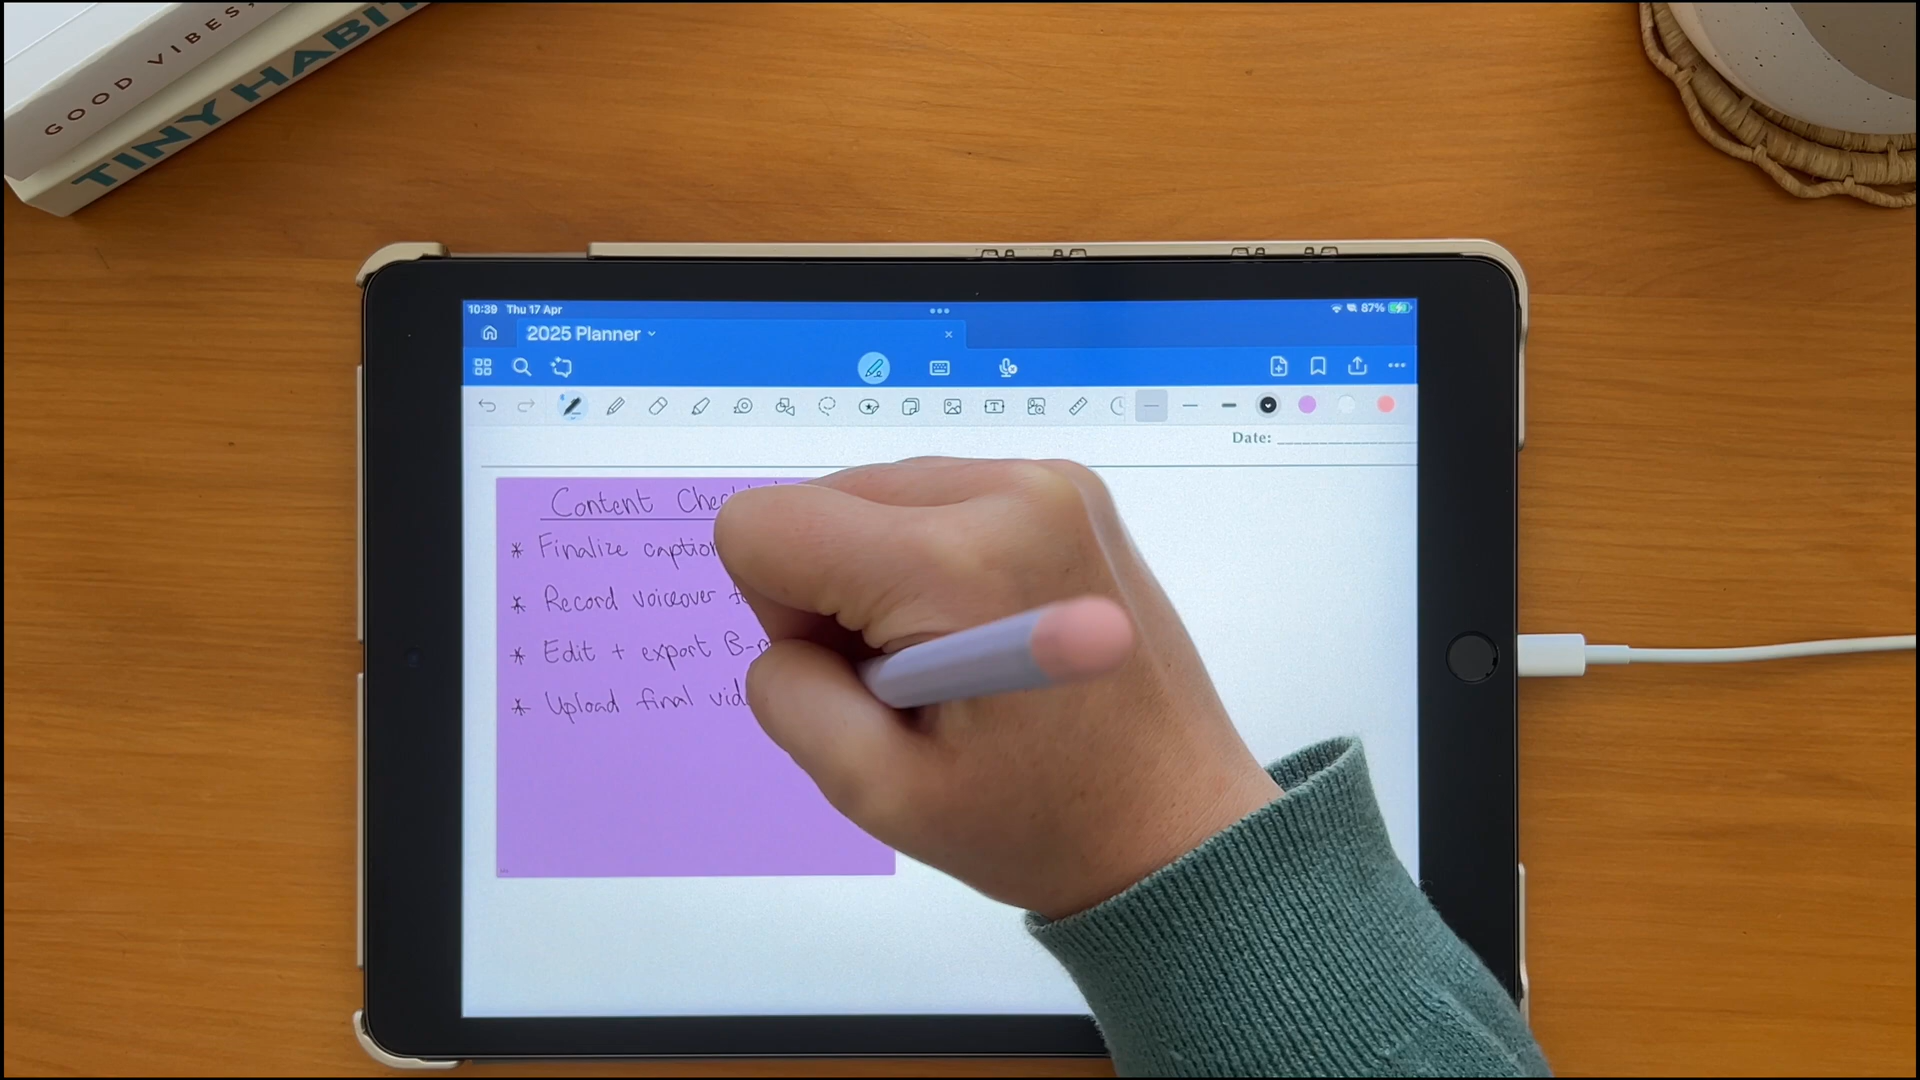 GOOD VIBES,
TINY HABIT
10:39 Thu 17 Apr
87%
2025 Planner
Date:
Content Chec
* Finalize caption
* Record voiceover
* Edit + export B-
* Upload final vid